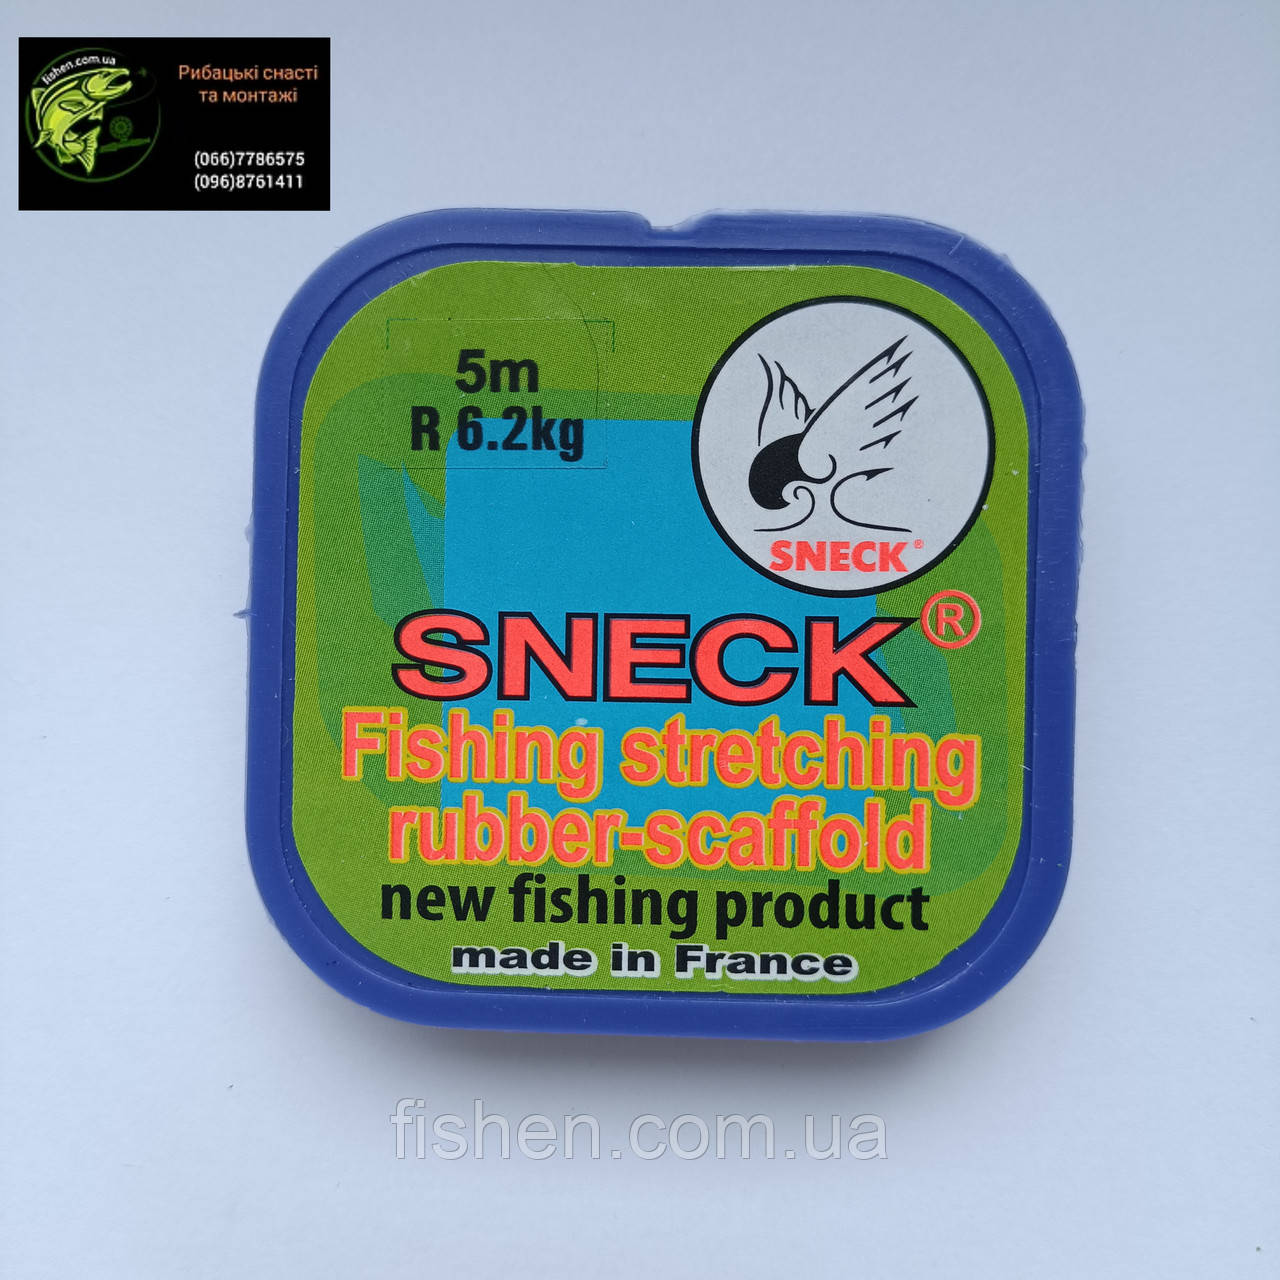 fishen.com.ua
Рибацькі снасті
та монтажі
(066)7786575
(096)8761411
5m
R 6.2kg
SNECK®
SNECK®
Fishing stretching
rubber-scaffold
new fishing product
made in France
fishen.com.ua